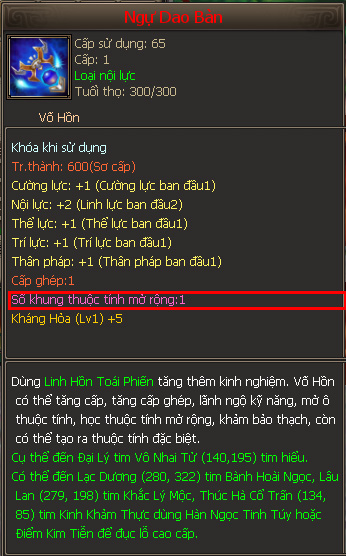 Ngự Dao Bàn
Cấp sử dụng: 65
Cấp: 1
Loại nội lực
Tuổi thọ: 300/300
Võ Hồn
Khóa khi sử dụng
Tr.thành: 600(Sơ cấp)
Cường lực: +1 (Cường lực ban đầu1)
Nội lực: +2 (Linh lực ban đầu2)
Thể lực: +1 (Thể lực ban đầu1)
Trí lực: +1 (Trí lực ban đầu1)
Thân pháp: +1 (Thân pháp ban đầu1)
Cấp ghép:1
Số khung thuộc tính mở rộng:1
Kháng Hỏa (Lv1) +5
Dùng Linh Hồn Toái Phiến tăng thêm kinh nghiệm. Võ Hồn
có thể tăng cấp, tăng cấp ghép, lãnh ngộ kỹ năng, mở ô
thuộc tính, học thuộc tính mở rộng, khảm bảo thạch, còn
có thể tạo ra thuộc tính đặc biệt.
Cụ thể đến Đại Lý tìm Vô Nhai Tử (140,195) tìm hiểu.
Có thể đến Lạc Dương (280, 322) tìm Bành Hoài Ngọc, Lâu
Lan (279, 198) tìm Khắc Lý Mộc, Thúc Hà Cổ Trấn (134,
85) tìm Kinh Khảm Thực dùng Hàn Ngọc Tinh Túy hoặc
Điểm Kim Tiễn để đục lỗ cao cấp.